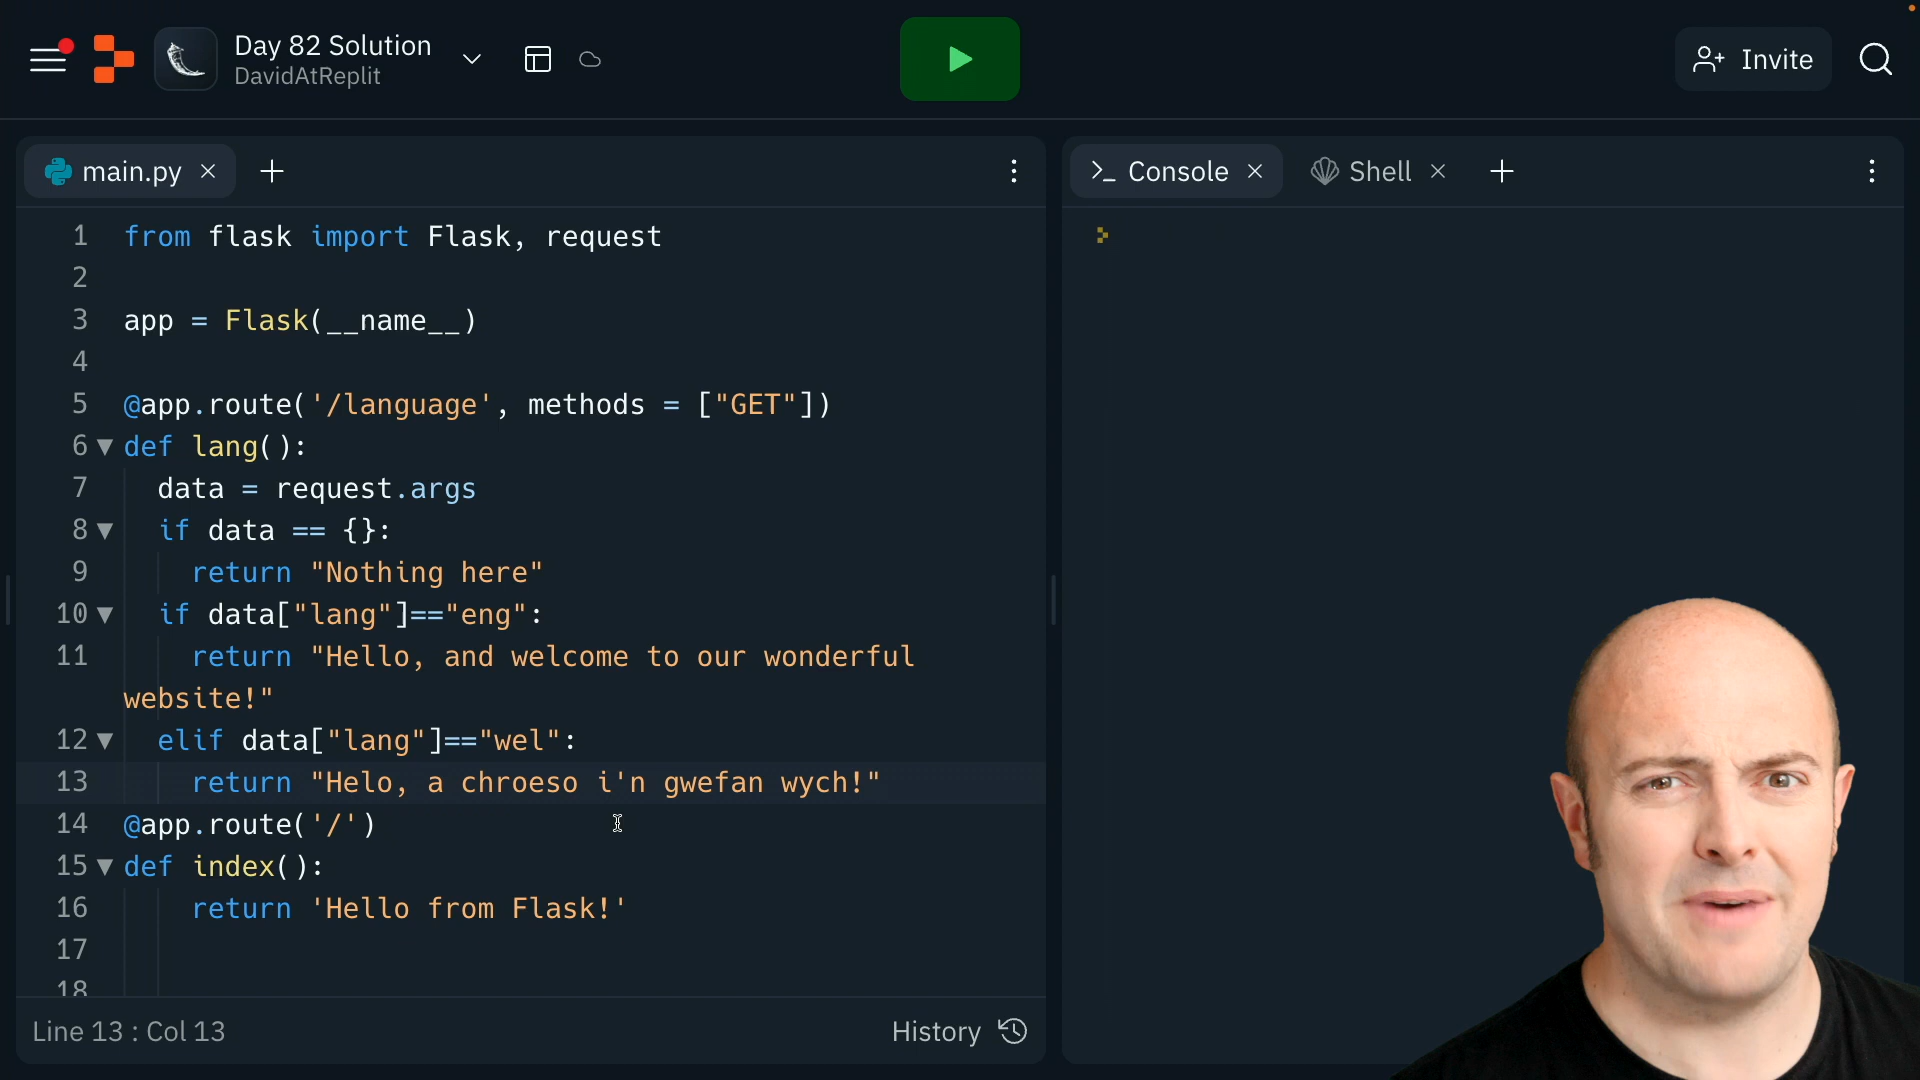 Day 82 Solution
DavidAtReplit
Invite
main.py
Console
Shell
1 from flask import Flask, request
2
3 app = Flask(__name__)
4
5 @app.route('/language', methods = ["GET"])
6 def lang():
7 data = request.args
8 if data == {}:
9 return "Nothing here"
10 if data["lang"]=="eng":
11 return "Hello, and welcome to our wonderful
website!"
12 elif data["lang"]=="wel":
13 return "Helo, a chroeso i'n gwefan wych!"
14 @app.route('/')
15 def index():
16 return 'Hello from Flask!'
17
18
Line 13 : Col 13
History